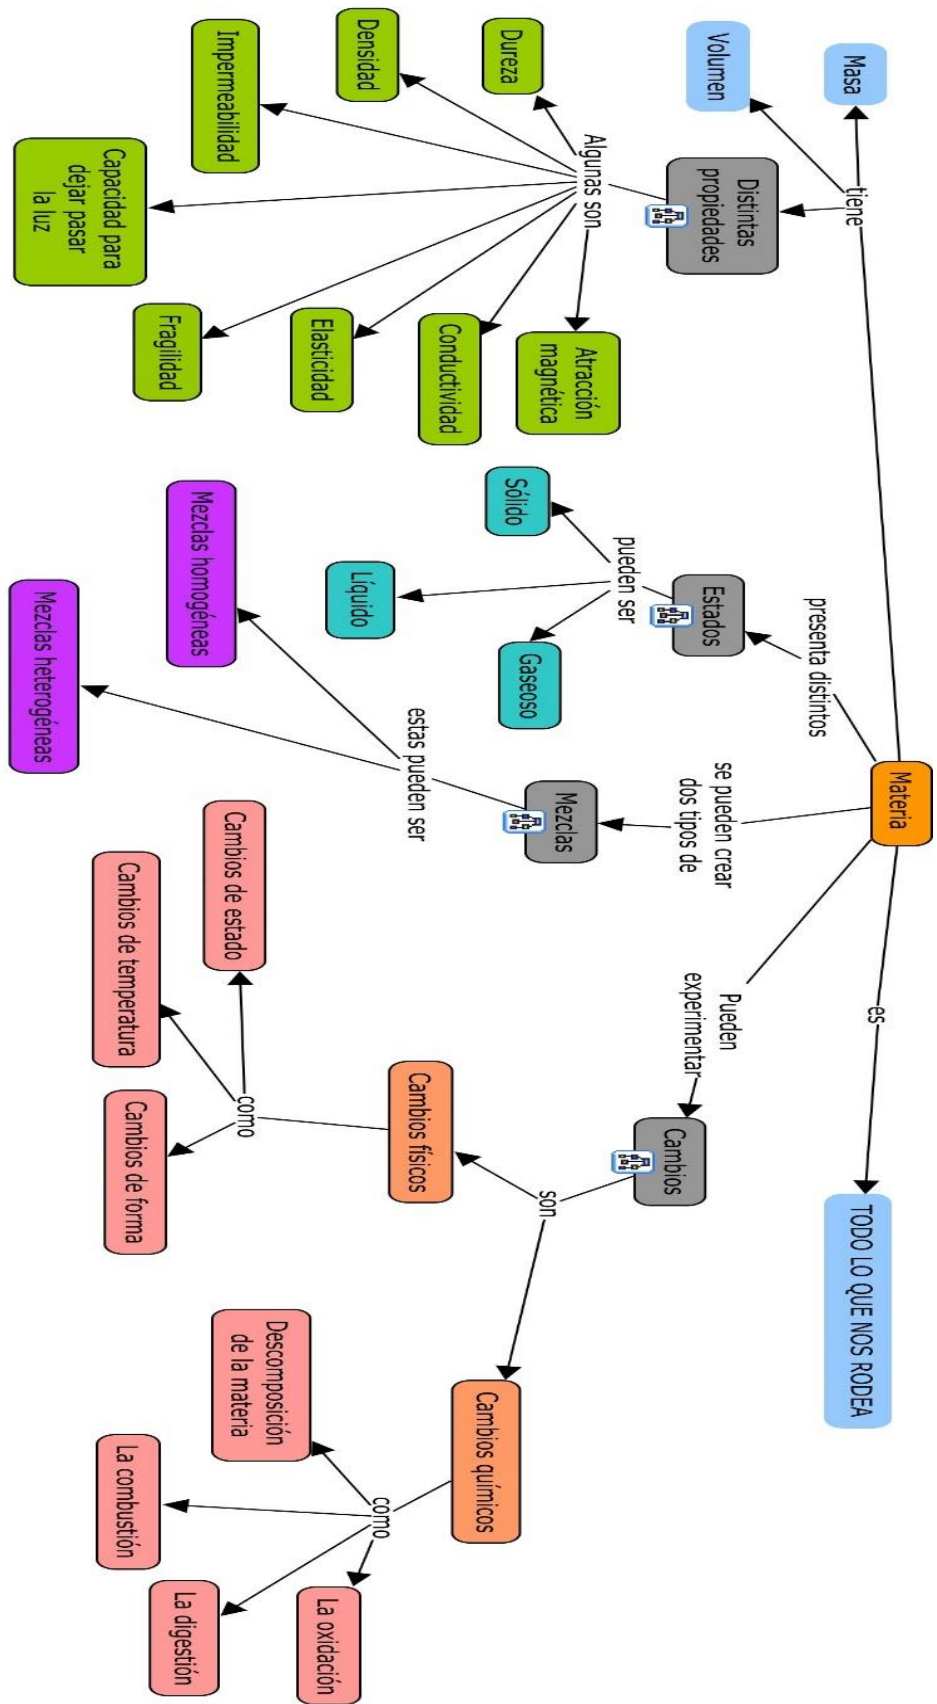 Materia
es
TODO LO QUE NOS RODEA
tiene
Masa
Volumen
Distintas
propiedades
Algunas son
Dureza
Densidad
Impermeabilidad
Capacidad para
dejar pasar
la luz
Fragilidad
Elasticidad
Conductividad
Atracción
magnética
presenta distintos
Estados
pueden ser
Sólido
Líquido
Gaseoso
se pueden crear
dos tipos de
Mezclas
estas pueden ser
Mezclas homogéneas
Mezclas heterogéneas
Pueden
experimentar
Cambios
son
Cambios físicos
como
Cambios de estado
Cambios de temperatura
Cambios de forma
Cambios químicos
como
Descomposición
de la materia
La combustión
La digestión
La oxidación